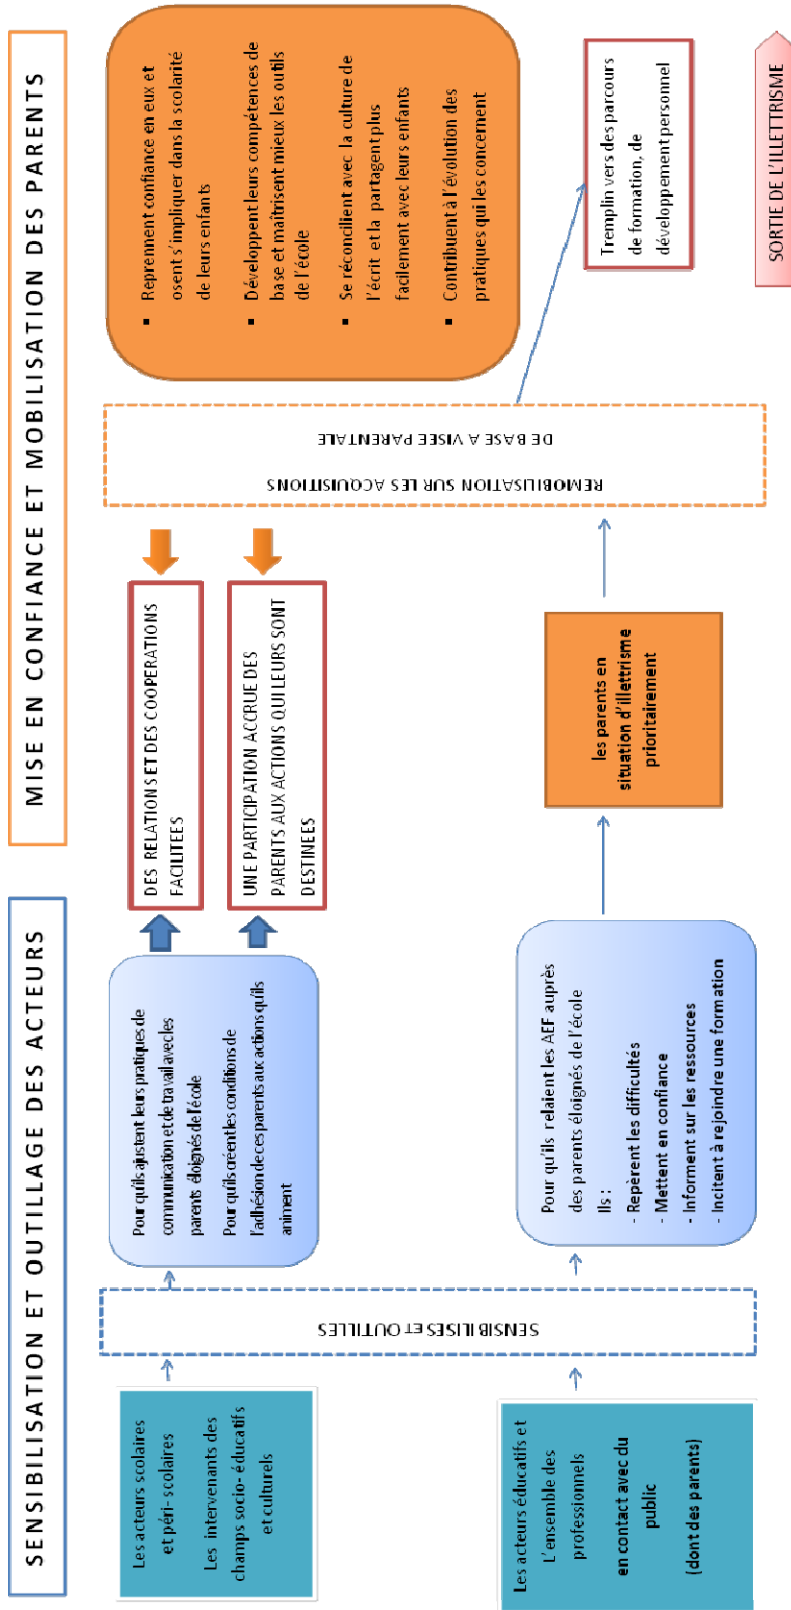 SENSIBILISATION ET OUTILLAGE DES ACTEURS
MISE EN CONFIANCE ET MOBILISATION DES PARENTS
Les acteurs scolaires
et péri-scolaires
Les intervenants des
champs socio- éducatifs
et culturels
Les acteurs éducatifs et
L'ensemble des
professionnels
en contact avec du
public
(dont des parents)
SENSIBILISES ET OUTILLES
Pour qu'ils ajustent leurs pratiques de
communication et de travail avec les
parents éloignés de l'école
Pour qu'ils créent les conditions de
l'adhésion de ces parents aux actions qu'ils
animent
Pour qu'ils relaient les AEF auprès
des parents éloignés de l'école
Ils :
- Repèrent les difficultés
- Mettent en confiance
- Informent sur les ressources
- Incitent à rejoindre une formation
DES RELATIONS ET DES COOPERATIONS
FACILITEES
UNE PARTICIPATION ACCRUE DES
PARENTS AUX ACTIONS QUI LEURS SONT
DESTINEES
les parents en
situation d'illettrisme
prioritairement
REMOBILISATION SUR LES ACQUISITIONS
DE BASE A VISEE PARENTALE
▪ Reprennent confiance en eux et
osent s'impliquer dans la scolarité
de leurs enfants
▪ Développent leurs compétences de
base et maîtrisent mieux les outils
de l'école
▪ Se réconcilient avec la culture de
l'écrit et la partagent plus
facilement avec leurs enfants
▪ Contribuent à l'évolution des
pratiques qui les concernent
Tremplin vers des parcours
de formation, de
développement personnel
SORTIE DE L'ILLETTRISME